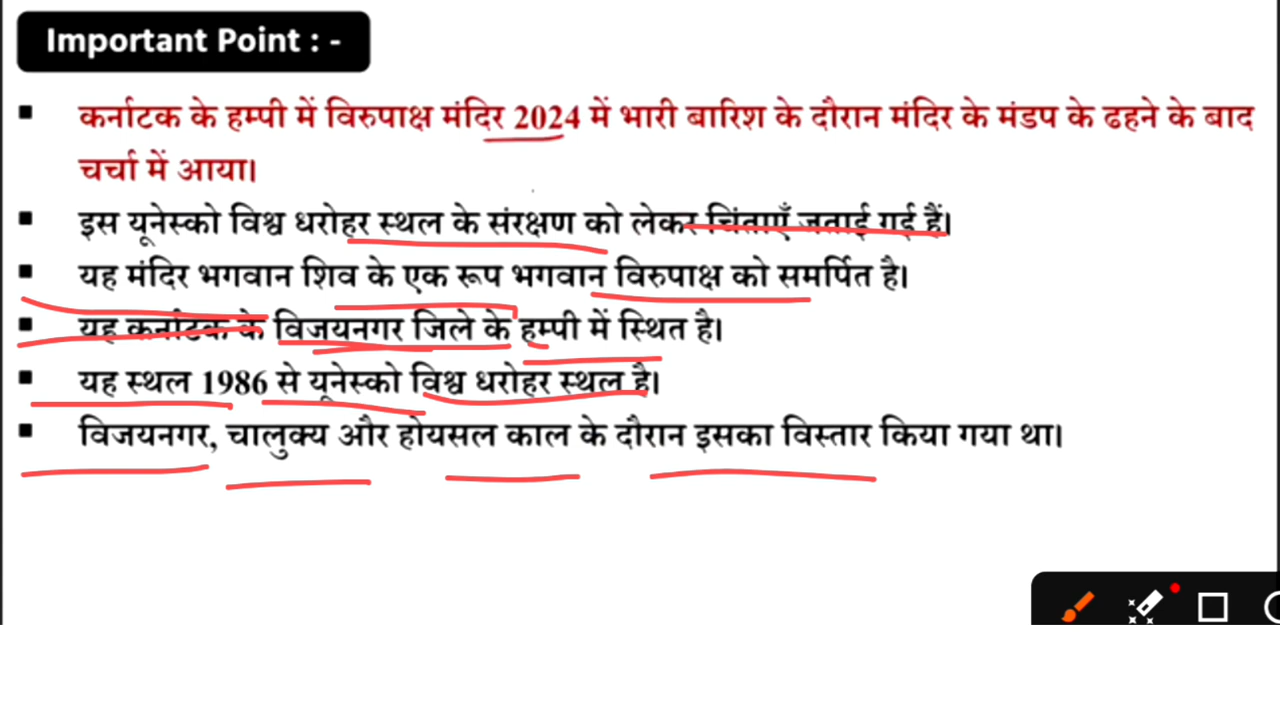 Important Point : -
▪ कर्नाटक के हम्पी में विरुपाक्ष मंदिर 2024 में भारी बारिश के दौरान मंदिर के मंडप के ढहने के बाद
चर्चा में आया।
▪ इस यूनेस्को विश्व धरोहर स्थल के संरक्षण को लेकर चिंताएँ जताई गई हैं।
▪ यह मंदिर भगवान शिव के एक रूप भगवान विरुपाक्ष को समर्पित है।
▪ यह कर्नाटक के विजयनगर जिले के हम्पी में स्थित है।
▪ यह स्थल 1986 से यूनेस्को विश्व धरोहर स्थल है।
▪ विजयनगर, चालुक्य और होयसल काल के दौरान इसका विस्तार किया गया था।